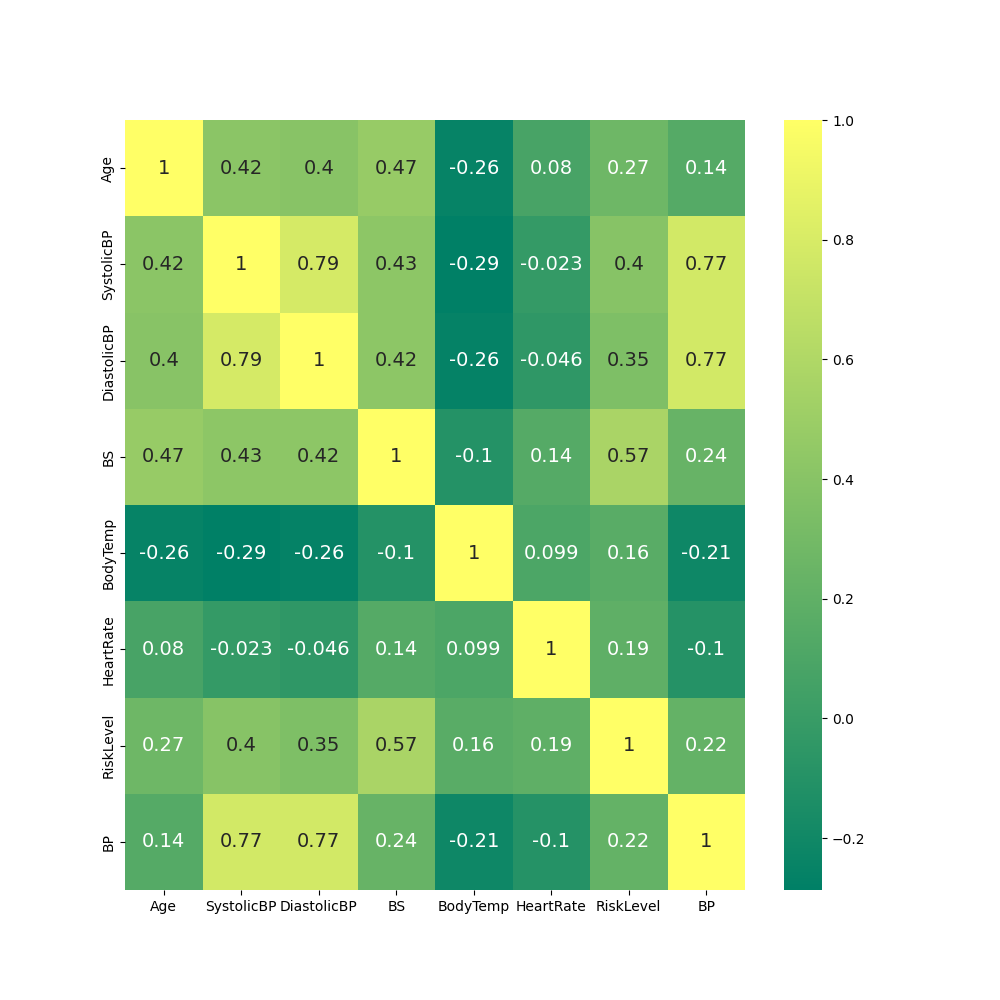 Age 1 0.42 0.4 0.47 -0.26 0.08 0.27 0.14
SystolicBP 0.42 1 0.79 0.43 -0.29 -0.023 0.4 0.77
DiastolicBP 0.4 0.79 1 0.42 -0.26 -0.046 0.35 0.77
BS 0.47 0.43 0.42 1 -0.1 0.14 0.57 0.24
BodyTemp -0.26 -0.29 -0.26 -0.1 1 0.099 0.16 -0.21
HeartRate 0.08 -0.023 -0.046 0.14 0.099 1 0.19 -0.1
RiskLevel 0.27 0.4 0.35 0.57 0.16 0.19 1 0.22
BP 0.14 0.77 0.77 0.24 -0.21 -0.1 0.22 1
Age SystolicBP DiastolicBP BS BodyTemp HeartRate RiskLevel BP
1.0
0.8
0.6
0.4
0.2
0.0
−0.2